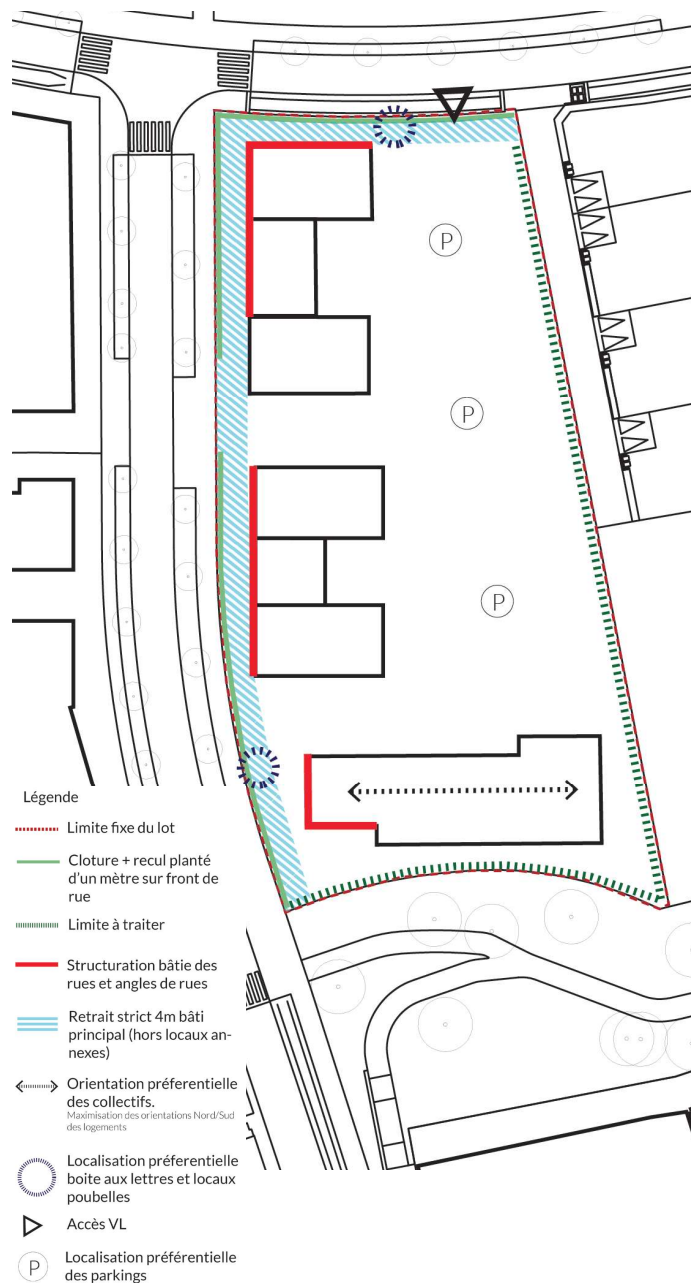 P
P
P
Légende
Limite fixe du lot
Cloture + recul planté
d'un mètre sur front de
rue
Limite à traiter
Structuration bâtie des
rues et angles de rues
Retrait strict 4m bâti
principal (hors locaux an-
nexes)
Orientation préferentielle
des collectifs.
Maximisation des orientations Nord/Sud
des logements
Localisation préferentielle
boite aux lettres et locaux
poubelles
Accès VL
P
Localisation préférentielle
des parkings